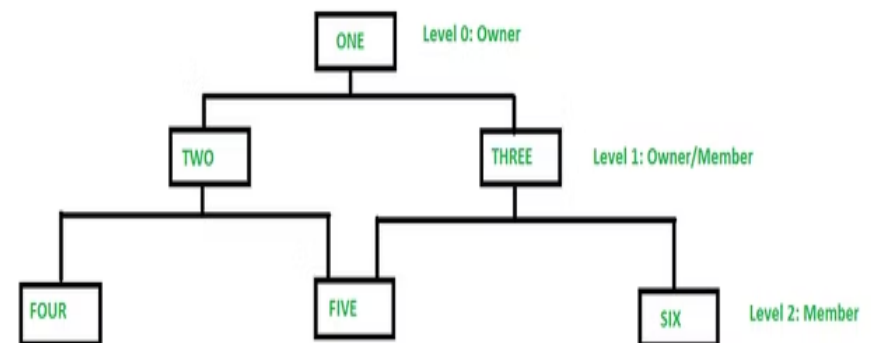 ONE
Level 0: Owner
TWO
THREE
Level 1: Owner/Member
FOUR
FIVE
SIX
Level 2: Member